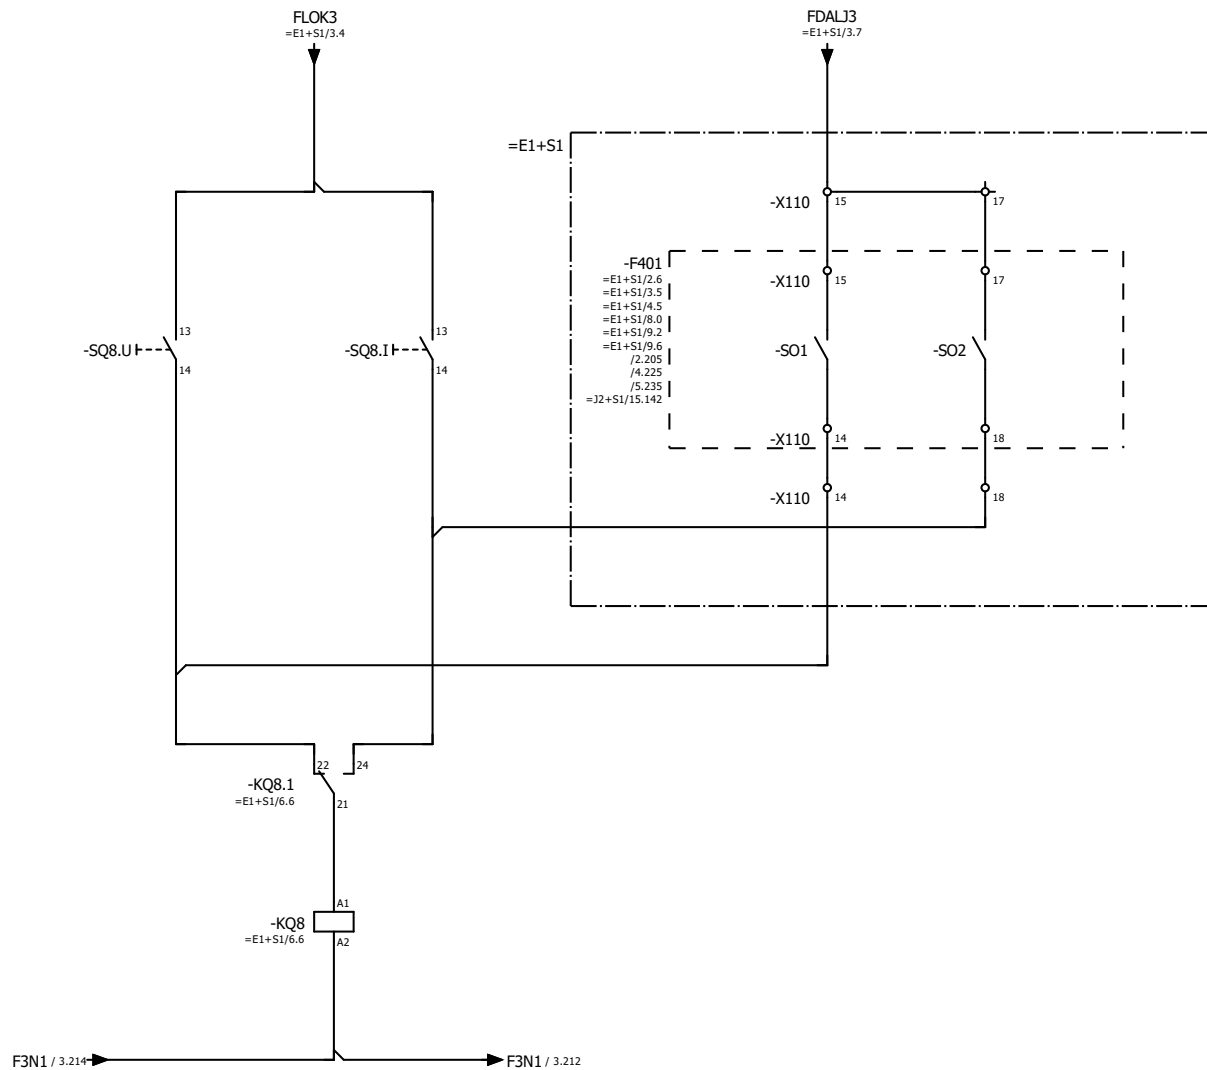 FLOK3
=E1+S1/3.4
FDALJ3
=E1+S1/3.7
=E1+S1
-X110
15
17
-F401
=E1+S1/2.6
=E1+S1/3.5
=E1+S1/4.5
=E1+S1/8.0
=E1+S1/9.2
=E1+S1/9.6
/2.205
/4.225
/5.235
=J2+S1/15.142
-X110
15
17
13
-SQ8.U
14
13
-SQ8.I
14
-SO1
-SO2
-X110
14
18
-X110
14
18
22
24
-KQ8.1
=E1+S1/6.6
21
A1
-KQ8
=E1+S1/6.6
A2
F3N1 / 3.214
F3N1 / 3.212